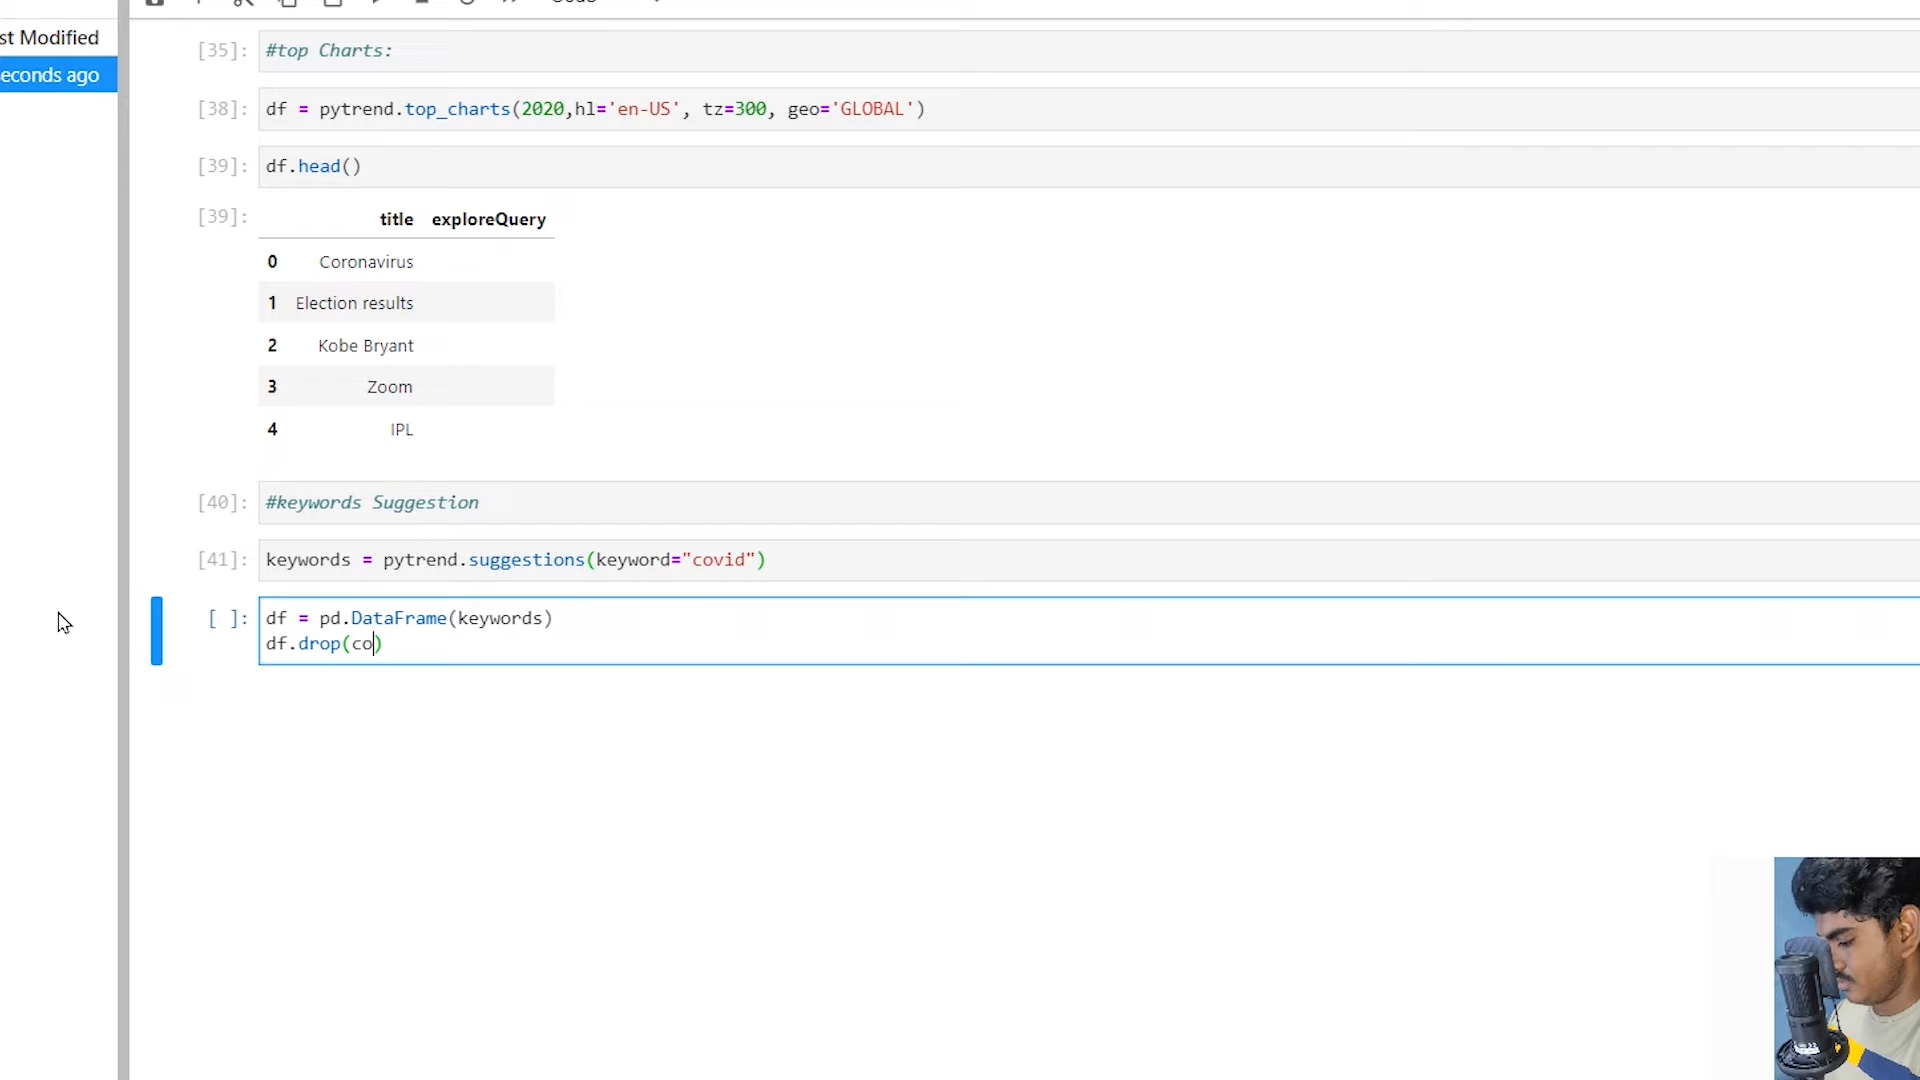 st Modified
econds ago
[35]: #top Charts:
[38]: df = pytrend.top_charts(2020,hl='en-US', tz=300, geo='GLOBAL')
[39]: df.head()
[39]: title exploreQuery
0 Coronavirus
1 Election results
2 Kobe Bryant
3 Zoom
4 IPL
[40]: #keywords Suggestion
[41]: keywords = pytrend.suggestions(keyword="covid")
[ ]: df = pd.DataFrame(keywords)
df.drop(co)